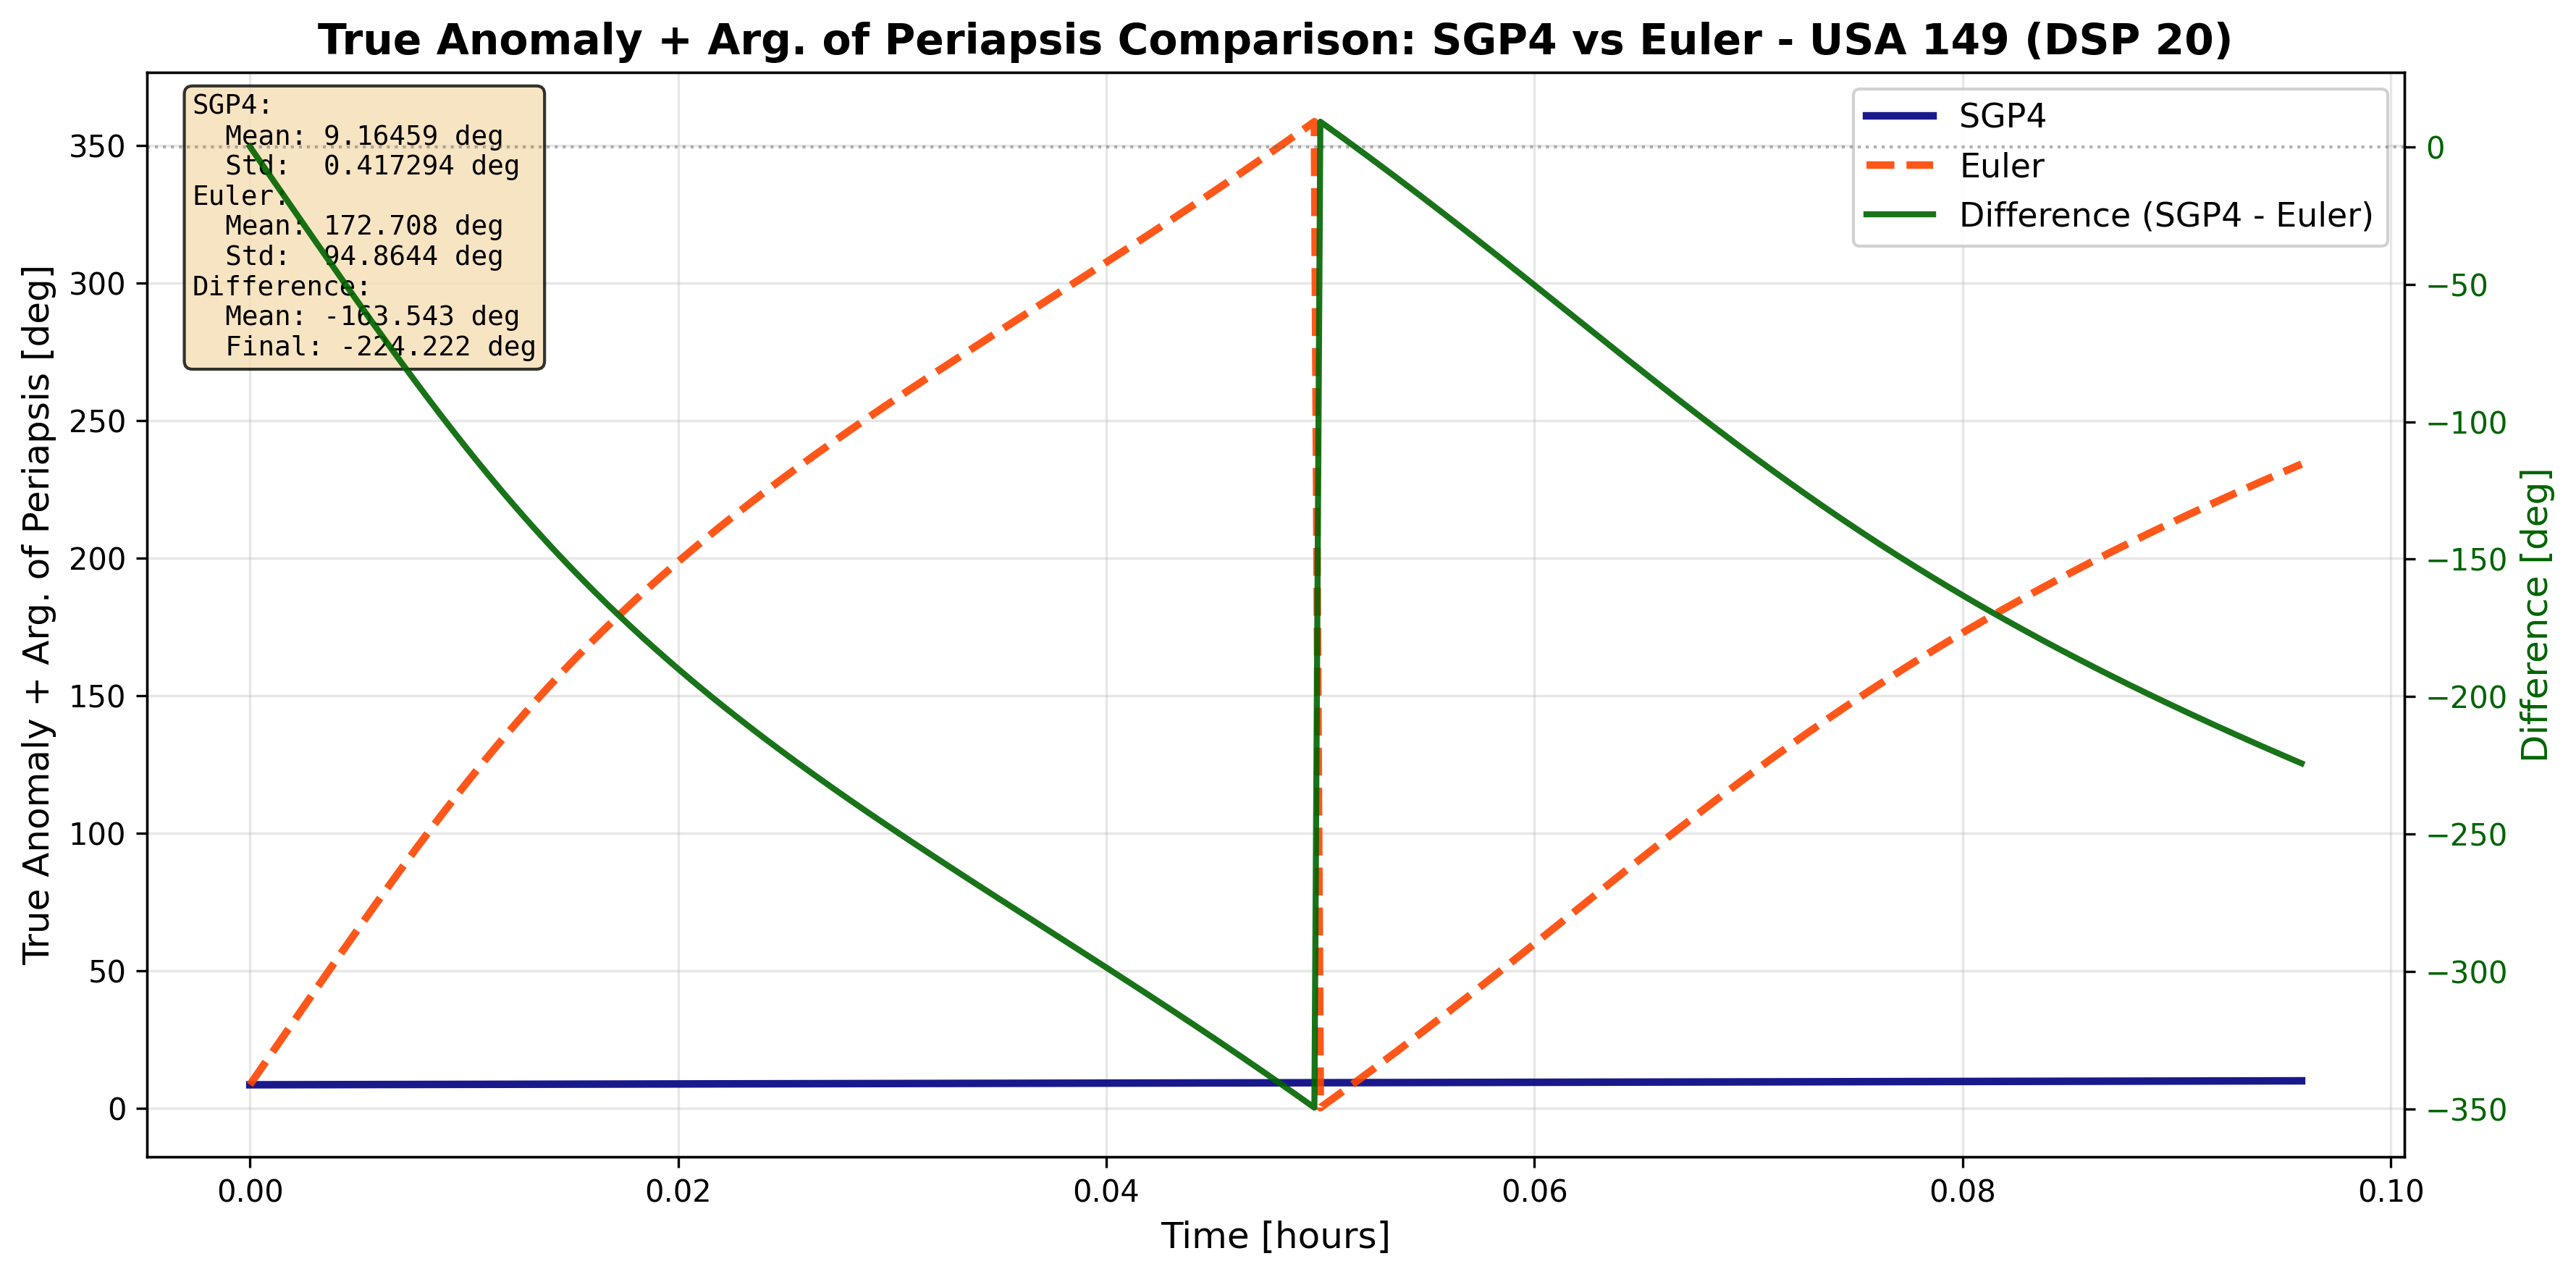 True Anomaly + Arg. of Periapsis Comparison: SGP4 vs Euler - USA 149 (DSP 20)
SGP4:
Mean: 9.16459 deg
Std: 0.417294 deg
Euler:
Mean: 172.708 deg
Std: 94.8644 deg
Difference:
Mean: -163.543 deg
Final: -224.222 deg
SGP4
Euler
Difference (SGP4 - Euler)
True Anomaly + Arg. of Periapsis [deg]
350
300
250
200
150
100
50
0
0
−50
−100
−150
−200
−250
−300
−350
Difference [deg]
0.00
0.02
0.04
0.06
0.08
0.10
Time [hours]